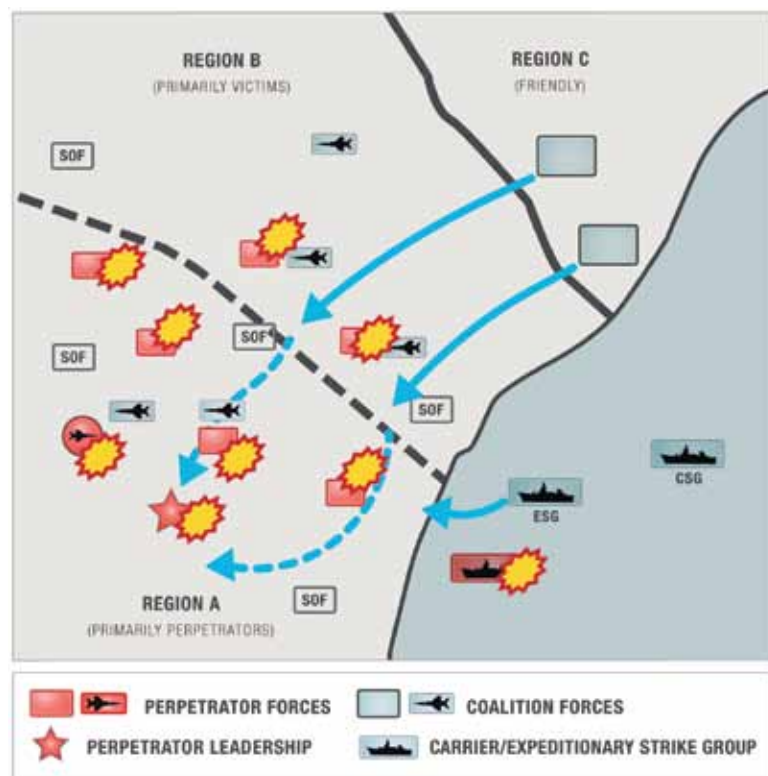 REGION B
(PRIMARILY VICTIMS)
REGION C
(FRIENDLY)
SOF
SOF
SOF
SOF
CSG
ESG
REGION A
(PRIMARILY PERPETRATORS)
SOF
PERPETRATOR FORCES
COALITION FORCES
PERPETRATOR LEADERSHIP
CARRIER/EXPEDITIONARY STRIKE GROUP